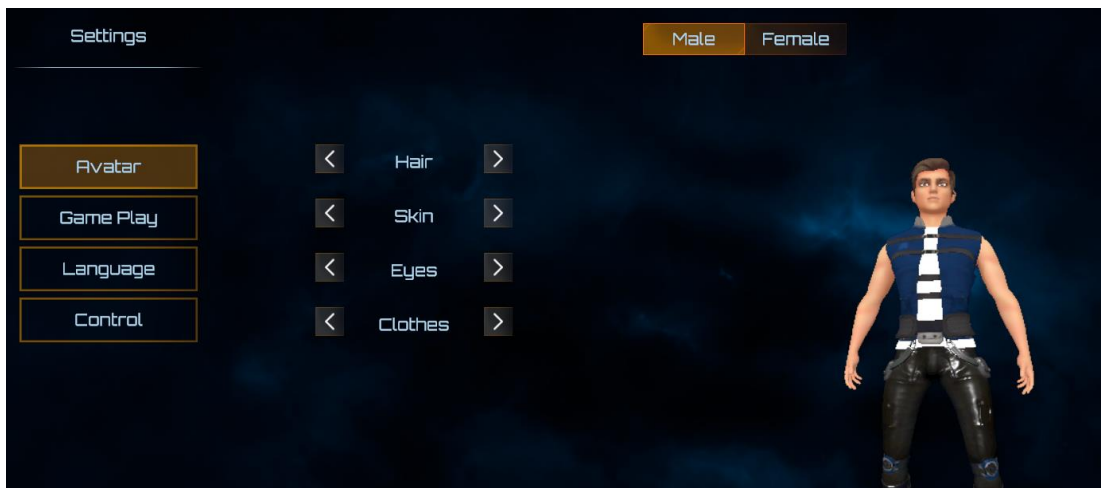 Settings
Male Female
Avatar
Game Play
Language
Control
Hair
Skin
Eyes
Clothes